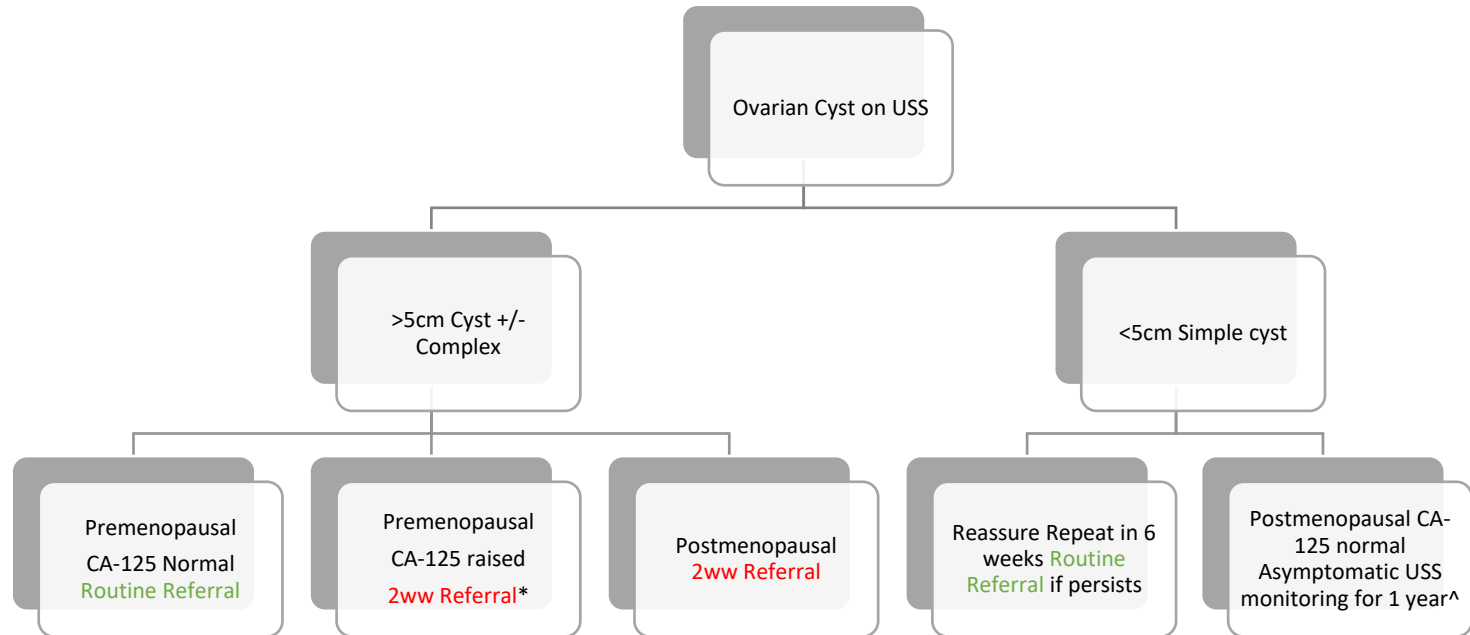 Ovarian Cyst on USS
>5cm Cyst +/-
Complex
<5cm Simple cyst
Premenopausal
CA-125 Normal
Routine Referral
Premenopausal
CA-125 raised
2ww Referral*
Postmenopausal
2ww Referral
Reassure Repeat in 6
weeks Routine
Referral if persists
Postmenopausal CA-
125 normal
Asymptomatic USS
monitoring for 1 year^